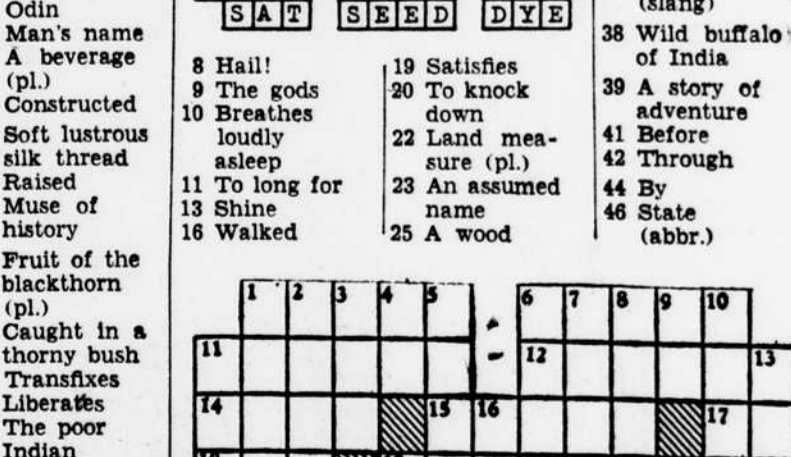 Odin
Man's name
A beverage
(pl.)
Constructed
Soft lustrous
silk thread
Raised
Muse of
history
Fruit of the
blackthorn
(pl.)
Caught in a
thorny bush
Transfixes
Liberates
The poor
Indian
SAT SEED DYE
8 Hail!
9 The gods
10 Breathes
loudly
asleep
11 To long for
13 Shine
16 Walked
19 Satisfies
20 To knock
down
22 Land mea-
sure (pl.)
23 An assumed
name
25 A wood
(slang)
38 Wild buffalo
of India
39 A story of
adventure
41 Before
42 Through
44 By
46 State
(abbr.)
1 2 3 4 5 6 7 8 9 10
11 12 13
14 15 16 17